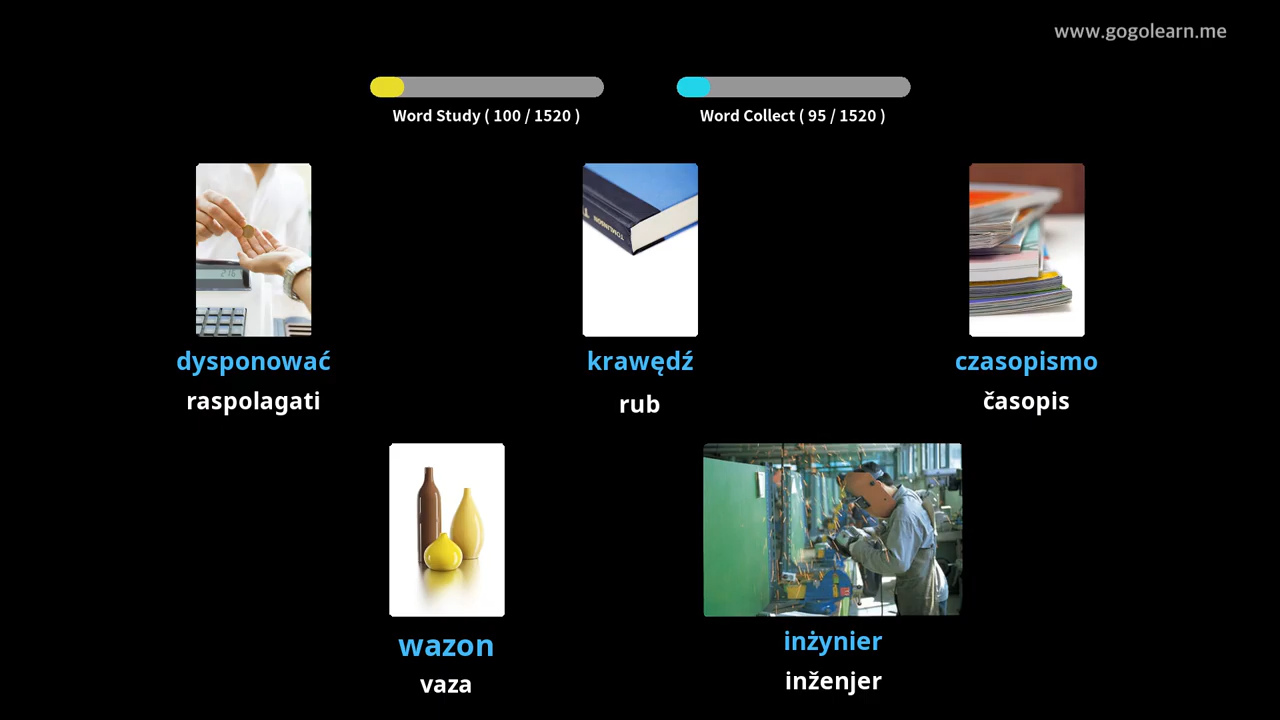 www.gogolearn.me
Word Study ( 100 / 1520 )
Word Collect ( 95 / 1520 )
TOMLINSON
dysponować
krawędź
czasopismo
raspolagati
rub
časopis
wazon
inżynier
vaza
inženjer